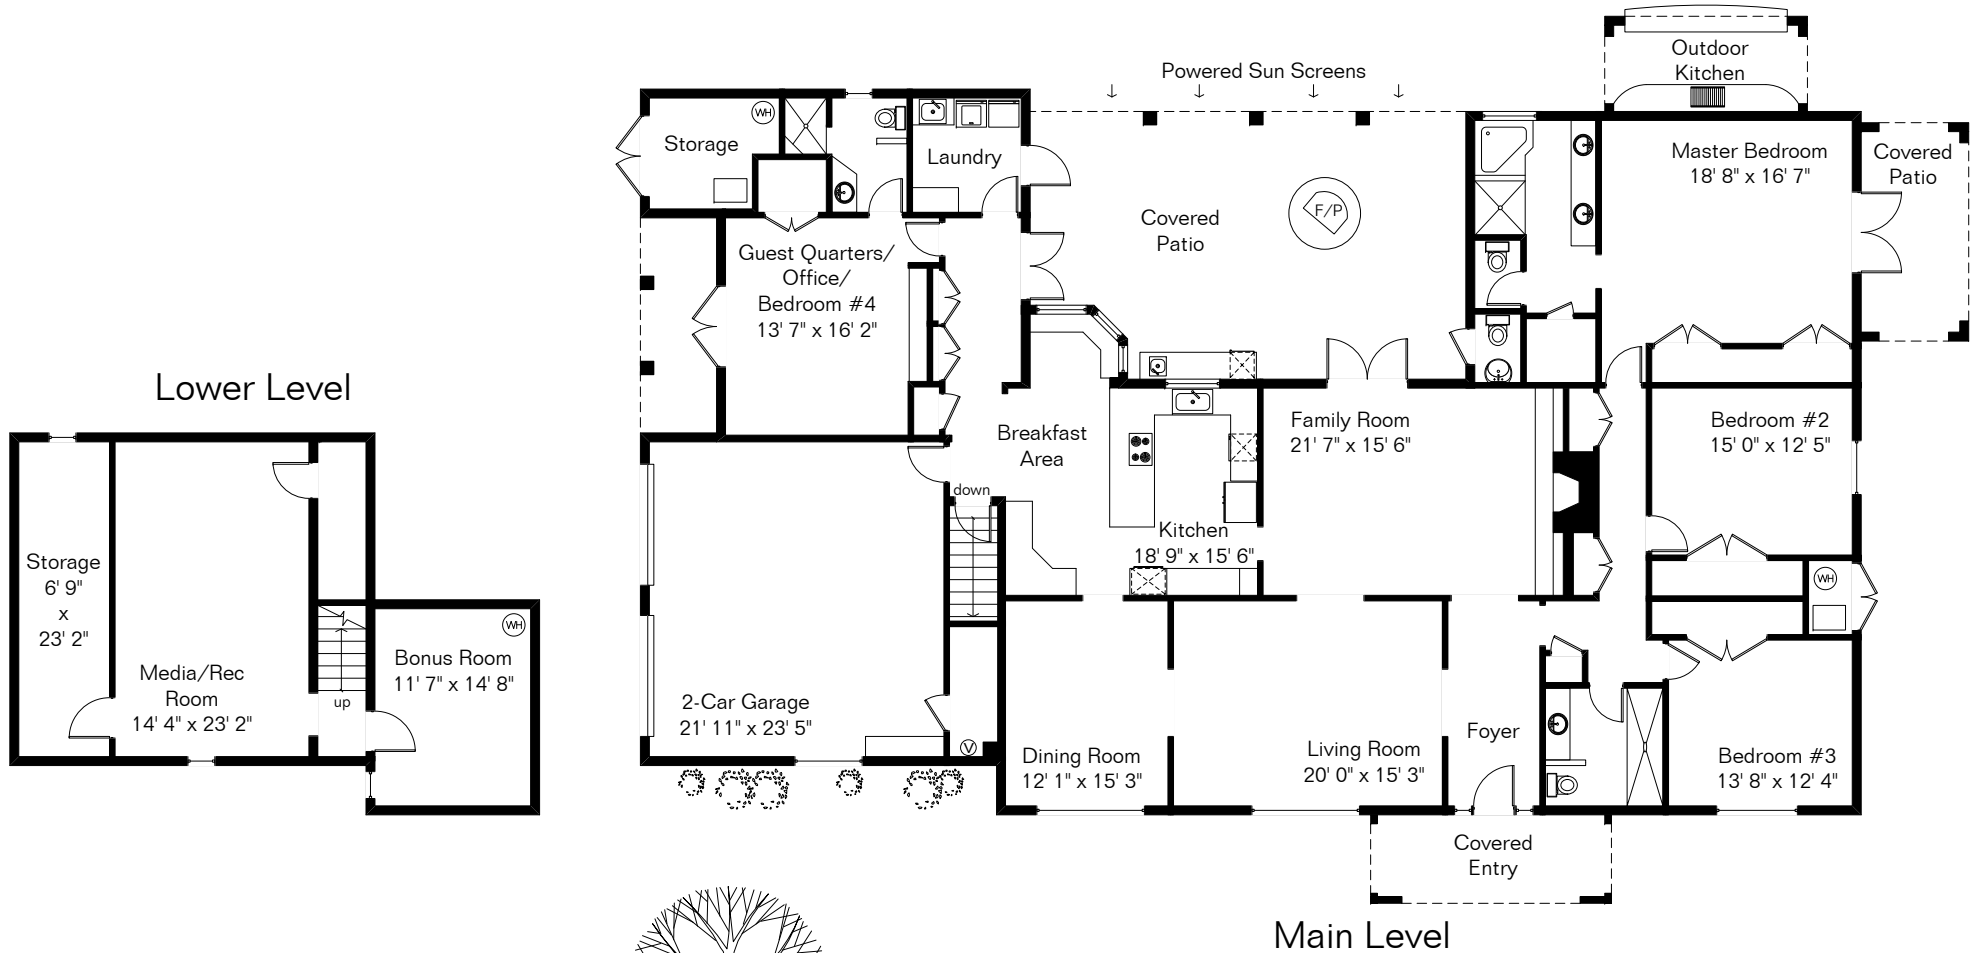 Lower Level
Storage
6' 9"
x
23' 2"
Media/Rec
Room
14' 4" x 23' 2"
up
WH
Bonus Room
11' 7" x 14' 8"
Powered Sun Screens
Outdoor
Kitchen
Storage
WH
Laundry
Covered
Patio
F/P
Master Bedroom
18' 8" x 16' 7"
Covered
Patio
Guest Quarters/
Office/
Bedroom #4
13' 7" x 16' 2"
Breakfast
Area
down
Kitchen
18' 9" x 15' 6"
Family Room
21' 7" x 15' 6"
Bedroom #2
15' 0" x 12' 5"
WH
2-Car Garage
21' 11" x 23' 5"
V
Dining Room
12' 1" x 15' 3"
Living Room
20' 0" x 15' 3"
Foyer
Bedroom #3
13' 8" x 12' 4"
Covered
Entry
Main Level